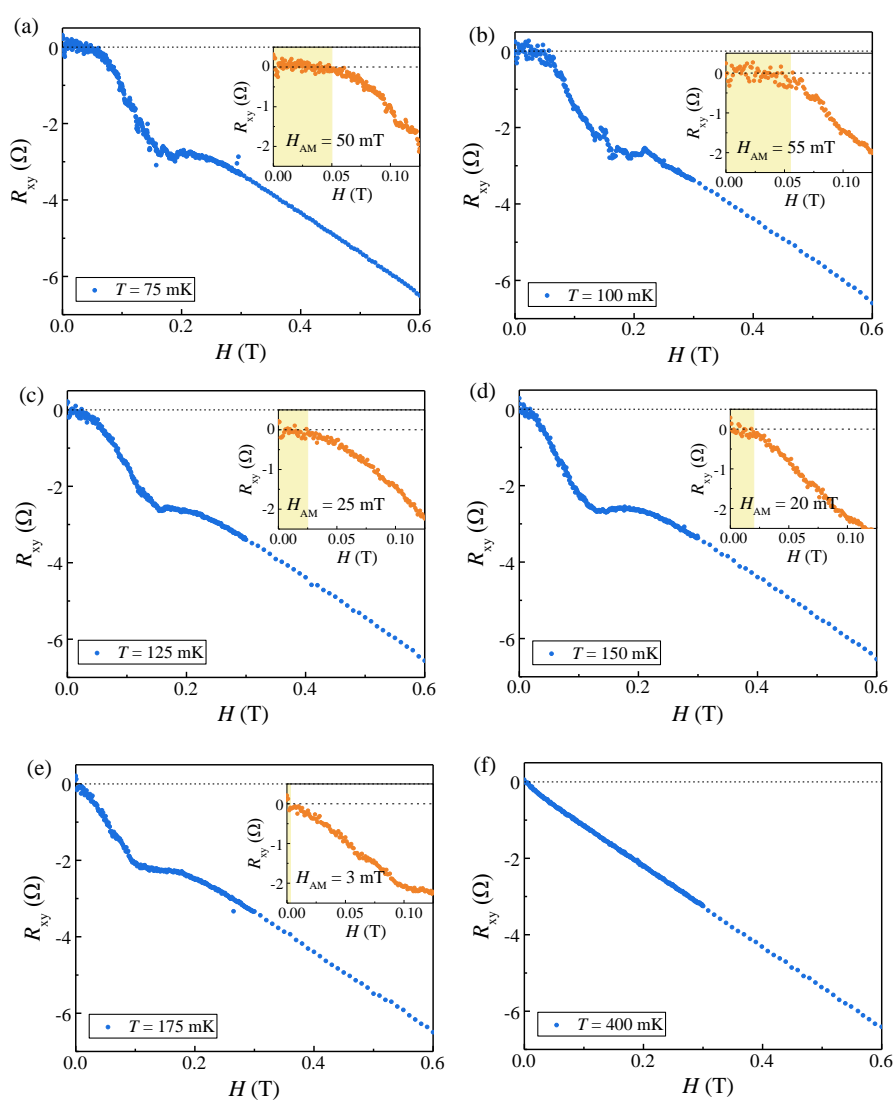 (a)
0
-2
-4
-6
R_xy (Ω)
0.0 0.2 0.4 0.6
H (T)
T = 75 mK
0
-1
-2
R_xy (Ω)
H_AM = 50 mT
0.00 0.05 0.10
H (T)
(b)
0
-2
-4
-6
R_xy (Ω)
0.0 0.2 0.4 0.6
H (T)
T = 100 mK
0
-1
-2
R_xy (Ω)
H_AM = 55 mT
0.00 0.05 0.10
H (T)
(c)
0
-2
-4
-6
R_xy (Ω)
0.0 0.2 0.4 0.6
H (T)
T = 125 mK
0
-1
-2
R_xy (Ω)
H_AM = 25 mT
0.00 0.05 0.10
H (T)
(d)
0
-2
-4
-6
R_xy (Ω)
0.0 0.2 0.4 0.6
H (T)
T = 150 mK
0
-1
-2
R_xy (Ω)
H_AM = 20 mT
0.00 0.05 0.10
H (T)
(e)
0
-2
-4
-6
R_xy (Ω)
0.0 0.2 0.4 0.6
H (T)
T = 175 mK
0
-1
-2
R_xy (Ω)
H_AM = 3 mT
0.00 0.05 0.10
H (T)
(f)
0
-2
-4
-6
R_xy (Ω)
0.0 0.2 0.4 0.6
H (T)
T = 400 mK